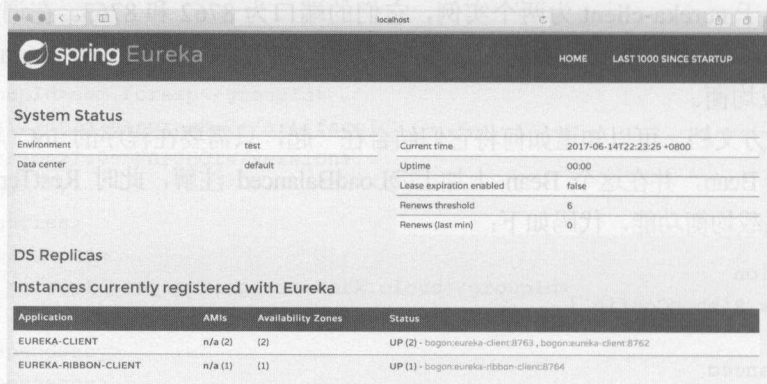 localhost
spring Eureka
HOME LAST 1000 SINCE STARTUP
System Status
Environment test
Data center default
Current time 2017-06-14T22:23:25 +0800
Uptime 00:00
Lease expiration enabled false
Renews threshold 6
Renews (last min) 0
DS Replicas
Instances currently registered with Eureka
Application AMIs Availability Zones Status
EUREKA-CLIENT n/a (2) (2) UP (2) - bogon:eureka-client:8763 , bogon:eureka-client:8762
EUREKA-RIBBON-CLIENT n/a (1) (1) UP (1) - bogon:eureka-ribbon-client:8764